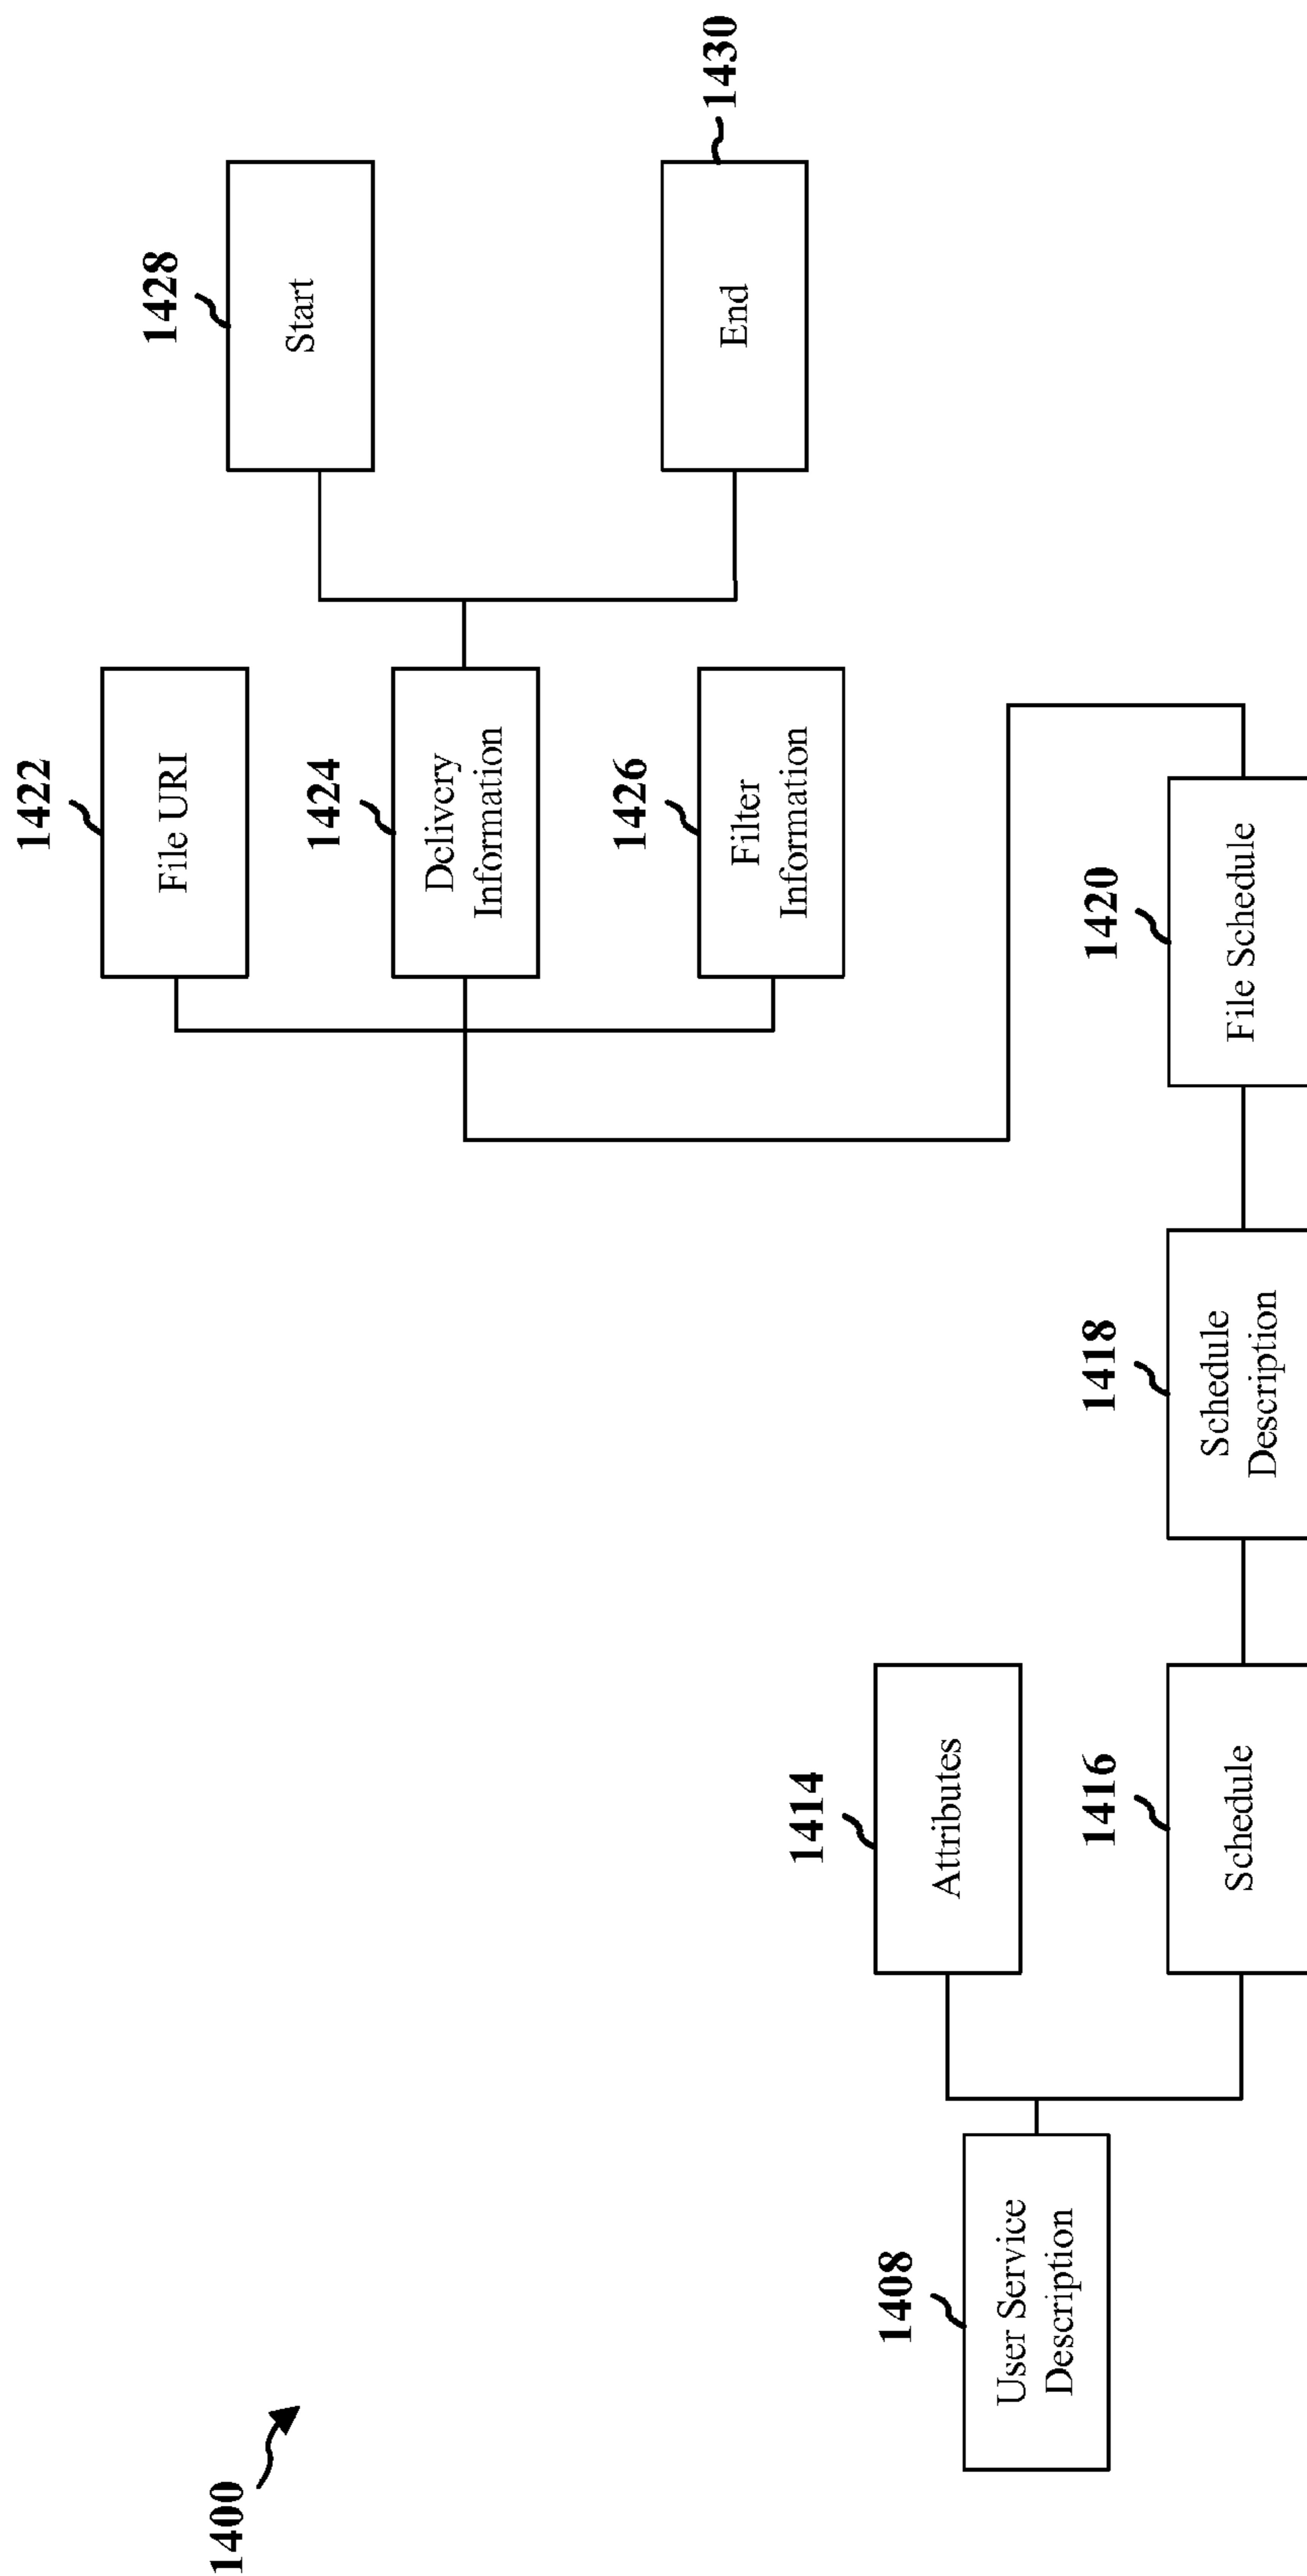 1400
1408
User Service
Description
1414
Attributes
1416
Schedule
1418
Schedule
Description
1420
File Schedule
1422
File URI
1424
Delivery
Information
1426
Filter
Information
1428
Start
1430
End